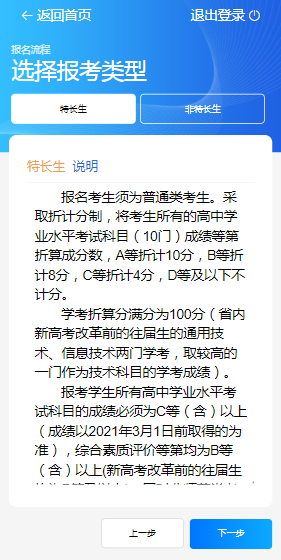 ← 返回首页 退出登录
报名流程
选择报考类型
特长生 非特长生
特长生 说明
报名考生须为普通类考生。采
取折计分制，将考生所有的高中学
业水平考试科目（10门）成绩等第
折算成分数，A等折计10分，B等折
计8分，C等折计4分，D等及以下不
计分。
学考折算分满分为100分（省内
新高考改革前的往届生的通用技
术、信息技术两门学考，取较高的
一门作为技术科目的学考成绩）。
报考学生所有高中学业水平考
试科目的成绩必须为C等（含）以上
（成绩以2021年3月1日前取得的为
准），综合素质评价等第均为B等
（含）以上(新高考改革前的往届生
上一步 下一步